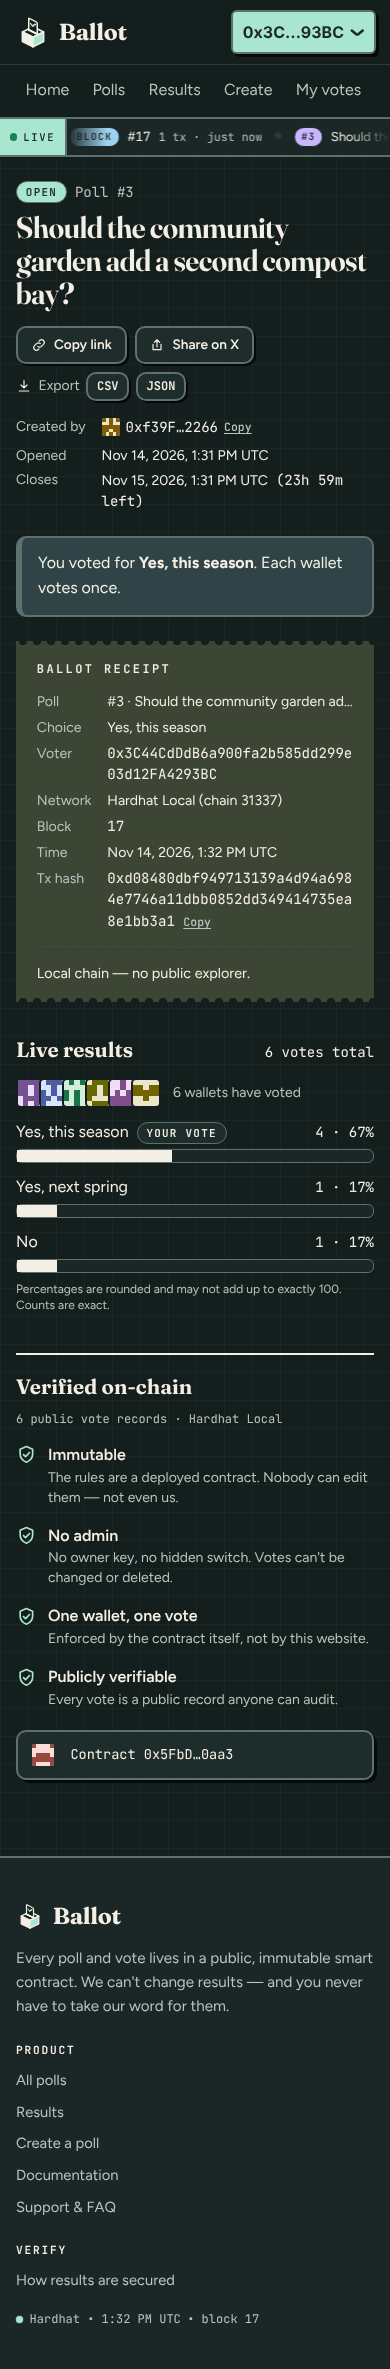 Ballot
0x3C...93BC
Home Polls Results Create My votes
LIVE BLOCK #17 1 tx · just now #3 Should the
OPEN Poll #3
Should the community
garden add a second compost
bay?
Copy link Share on X
Export CSV JSON
Created by 0xf39F…2266 Copy
Opened Nov 14, 2026, 1:31 PM UTC
Closes Nov 15, 2026, 1:31 PM UTC (23h 59m
left)
You voted for Yes, this season. Each wallet
votes once.
BALLOT RECEIPT
Poll #3 · Should the community garden ad…
Choice Yes, this season
Voter 0x3C44CdDdB6a900fa2b585dd299e
03d12FA4293BC
Network Hardhat Local (chain 31337)
Block 17
Time Nov 14, 2026, 1:32 PM UTC
Tx hash 0xd08480dbf949713139a4d94a698
4e7746a11dbb0852dd349414735ea
8e1bb3a1 Copy
Local chain — no public explorer.
Live results 6 votes total
6 wallets have voted
Yes, this season YOUR VOTE 4 · 67%
Yes, next spring 1 · 17%
No 1 · 17%
Percentages are rounded and may not add up to exactly 100.
Counts are exact.
Verified on-chain
6 public vote records · Hardhat Local
Immutable
The rules are a deployed contract. Nobody can edit
them — not even us.
No admin
No owner key, no hidden switch. Votes can't be
changed or deleted.
One wallet, one vote
Enforced by the contract itself, not by this website.
Publicly verifiable
Every vote is a public record anyone can audit.
Contract 0x5FbD…0aa3
Ballot
Every poll and vote lives in a public, immutable smart
contract. We can't change results — and you never
have to take our word for them.
PRODUCT
All polls
Results
Create a poll
Documentation
Support & FAQ
VERIFY
How results are secured
Hardhat • 1:32 PM UTC • block 17